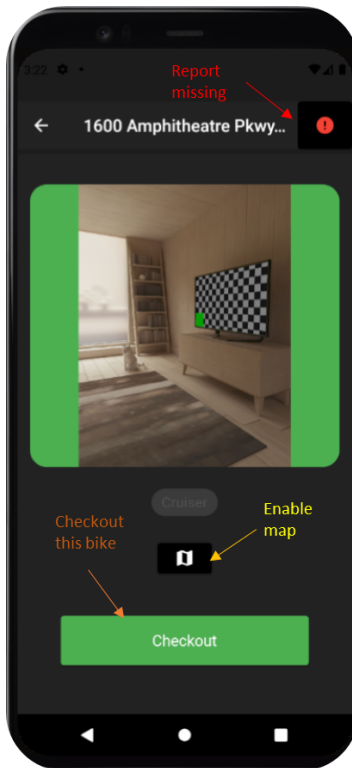 3:22
Report
missing
1600 Amphitheatre Pkwy...
Cruiser
Enable
map
Checkout
this bike
Checkout